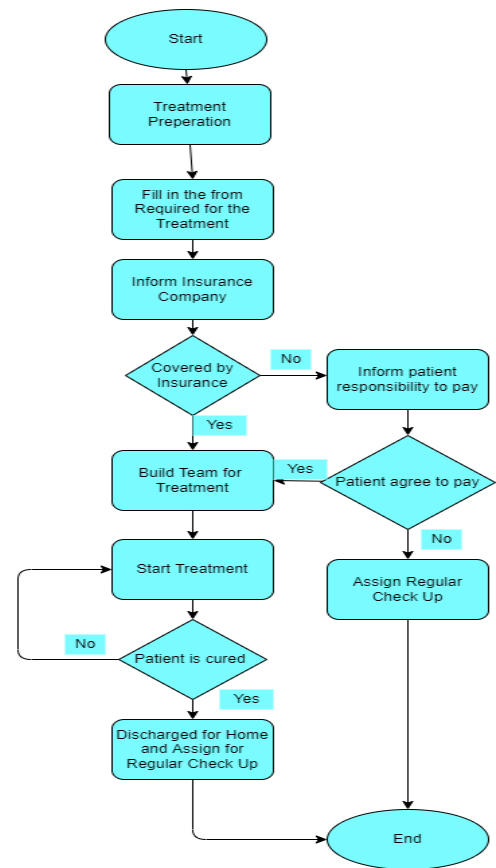 Start
Treatment
Preperation
Fill in the from
Required for the
Treatment
Inform Insurance
Company
Covered by
Insurance
No
Inform patient
responsibility to pay
Yes
Build Team for
Treatment
Yes
Patient agree to pay
No
Start Treatment
Assign Regular
Check Up
No
Patient is cured
Yes
Discharged for Home
and Assign for
Regular Check Up
End